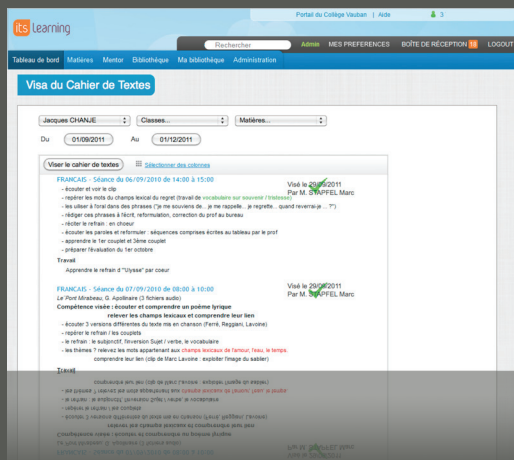 Portail du Collège Vauban | Aide 3
its learning
Rechercher Admin MES PREFERENCES BOÎTE DE RÉCEPTION 18 LOGOUT
Tableau de bord Matières Mentor Bibliothèque Ma bibliothèque Administration
Visa du Cahier de Textes
Jacques CHANJE Classes... Matières...
Du 01/09/2011 Au 01/12/2011
Viser le cahier de textes Sélectionner des colonnes
FRANCAIS - Séance du 06/09/2010 de 14:00 à 15:00
Visé le 29/09/2011
Par M. STAPFEL Marc
- écouter et voir le clip
- repérer les mots du champs lexical du regret (travail de vocabulaire sur souvenir / tristesse)
- les utiliser à l'oral dans des phrases ("je me souviens de... je me rappelle... je regrette... quand reverrai-je ... ?")
- rédiger ces phrases à l'écrit, reformulation, correction du prof au bureau
- réciter le refrain : en choeur
- écouter les paroles et reformuler : séquences comprises écrites au tableau par le prof
- apprendre le 1er couplet et 3ème couplet
- préparer l'évaluation du 1er octobre
Travail
Apprendre le refrain d '"Ulysse" par coeur
FRANCAIS - Séance du 07/09/2010 de 08:00 à 10:00
Visé le 29/09/2011
Par M. STAPFEL Marc
Le Pont Mirabeau, G. Apollinaire (3 fichiers audio)
Compétence visée : écouter et comprendre un poème lyrique
relever les champs lexicaux et comprendre leur lien
- écouter 3 versions différentes du texte mis en chanson (Ferré, Reggiani, Lavoine)
- repérer le refrain / les couplets
- le refrain : le subjonctif, l'inversion Sujet / verbe, le vocabulaire
- les thèmes ? relevez les mots appartenant aux champs lexicaux de l'amour, l'eau, le temps.
comprendre leur lien (clip de Marc Lavoine : exploiter l'image du sablier)
Travail